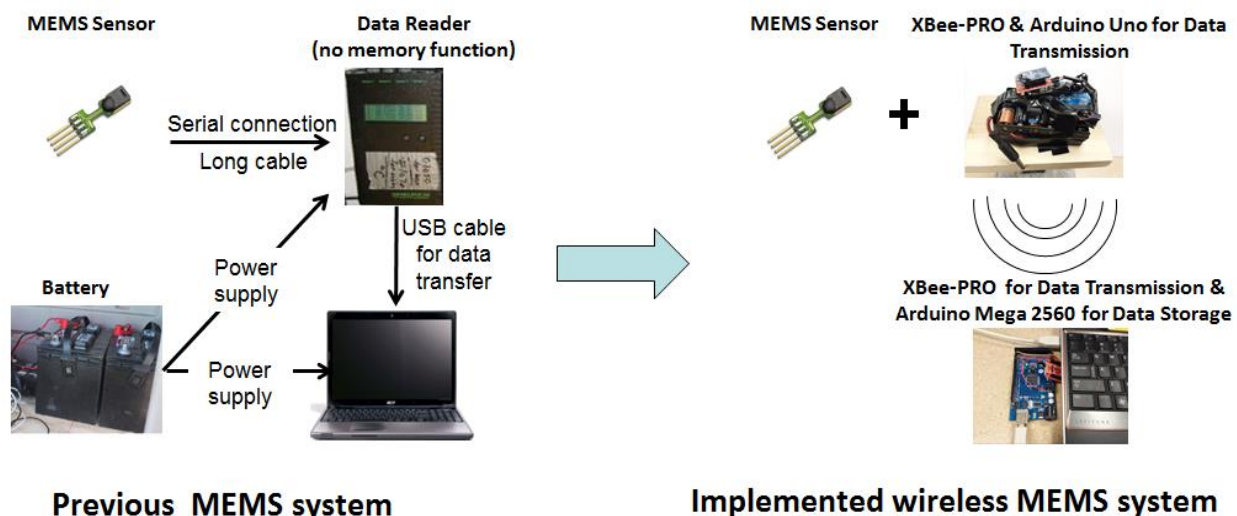 MEMS Sensor
Data Reader
(no memory function)
Serial connection
Long cable
USB cable
for data
transfer
Power
supply
Battery
Power
supply
Previous MEMS system
MEMS Sensor
XBee-PRO & Arduino Uno for Data
Transmission
+
XBee-PRO for Data Transmission &
Arduino Mega 2560 for Data Storage
Implemented wireless MEMS system